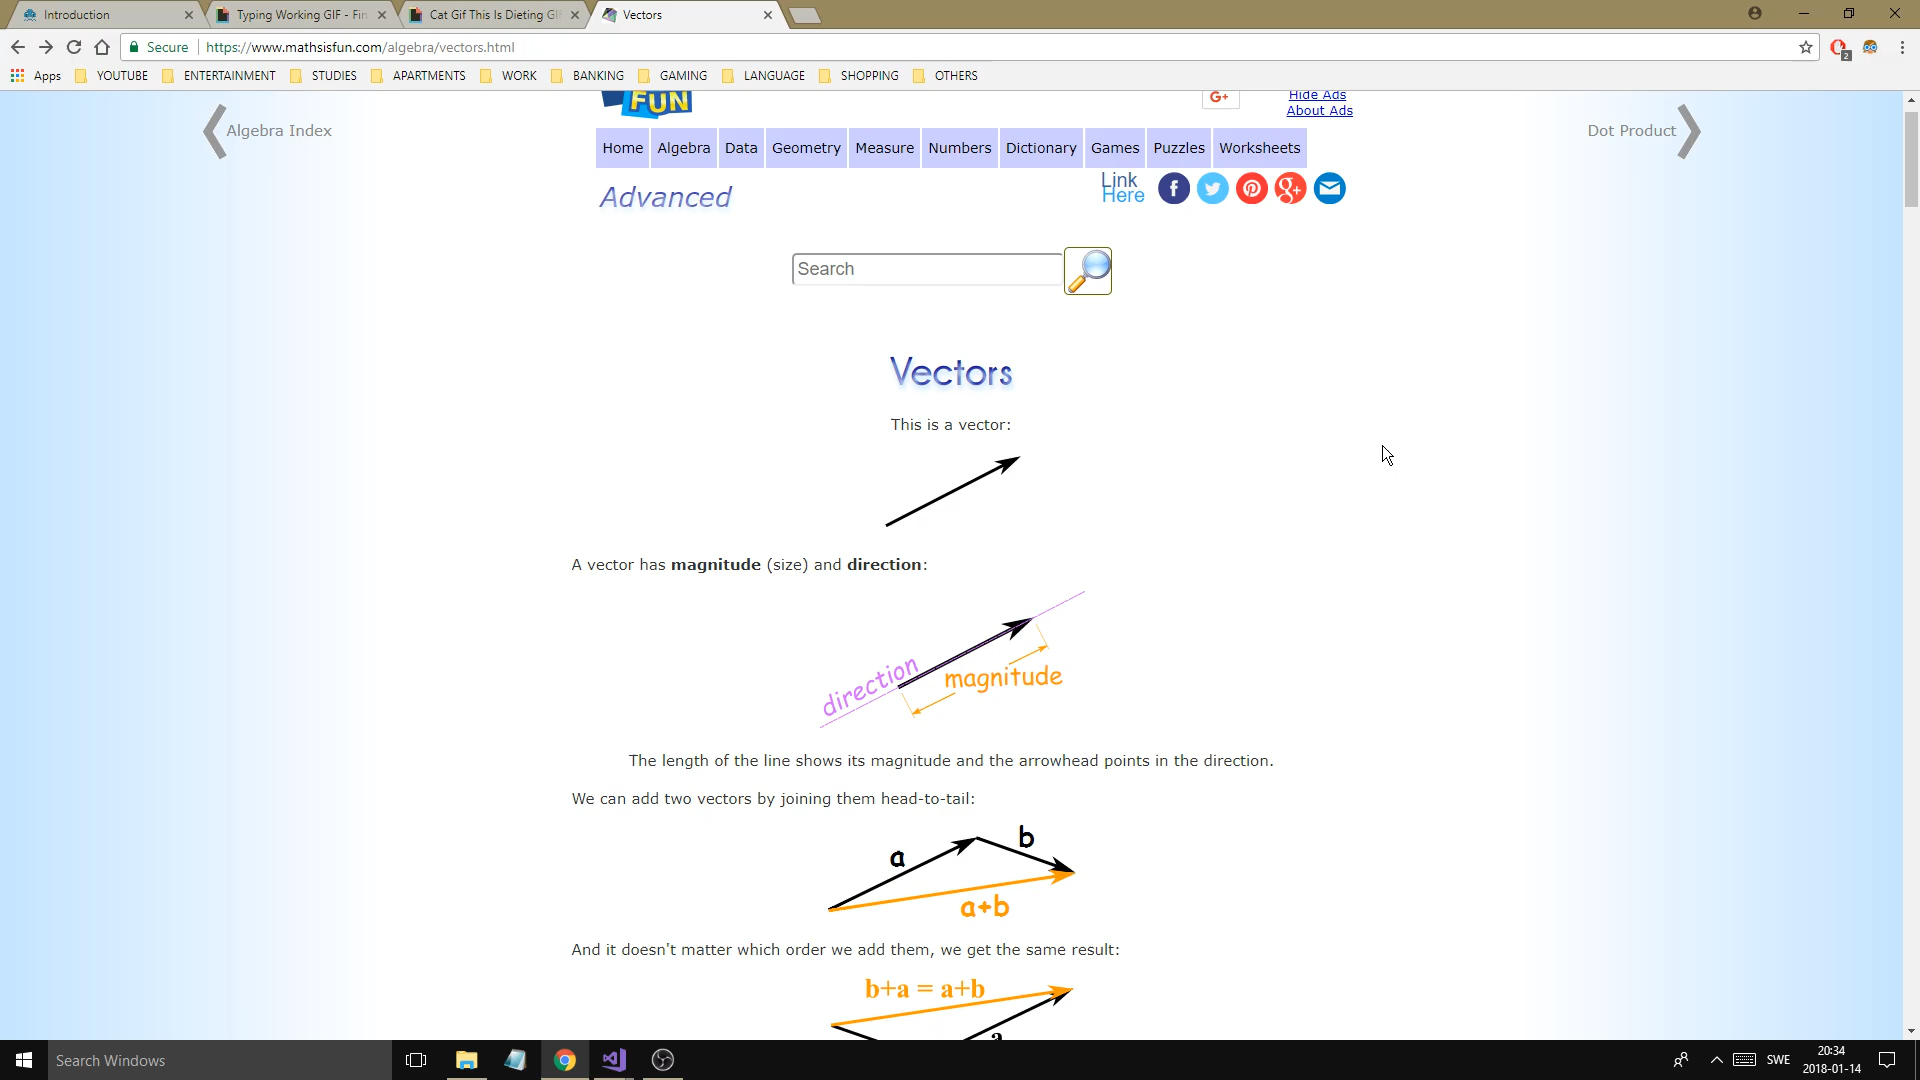 Introduction
Typing Working GIF - Fin
Cat Gif This Is Dieting GI
Vectors
Secure
https://www.mathsisfun.com/algebra/vectors.html
2
Apps
YOUTUBE
ENTERTAINMENT
STUDIES
APARTMENTS
WORK
BANKING
GAMING
LANGUAGE
SHOPPING
OTHERS
Algebra Index
FUN
G+
Hide Ads
About Ads
Dot Product
Home
Algebra
Data
Geometry
Measure
Numbers
Dictionary
Games
Puzzles
Worksheets
Advanced
Link
Here
f
g+
Search
Vectors
This is a vector:
A vector has magnitude (size) and direction:
direction
magnitude
The length of the line shows its magnitude and the arrowhead points in the direction.
We can add two vectors by joining them head-to-tail:
a
b
a+b
And it doesn't matter which order we add them, we get the same result:
b+a = a+b
a
Search Windows
SWE
20:34
2018-01-14